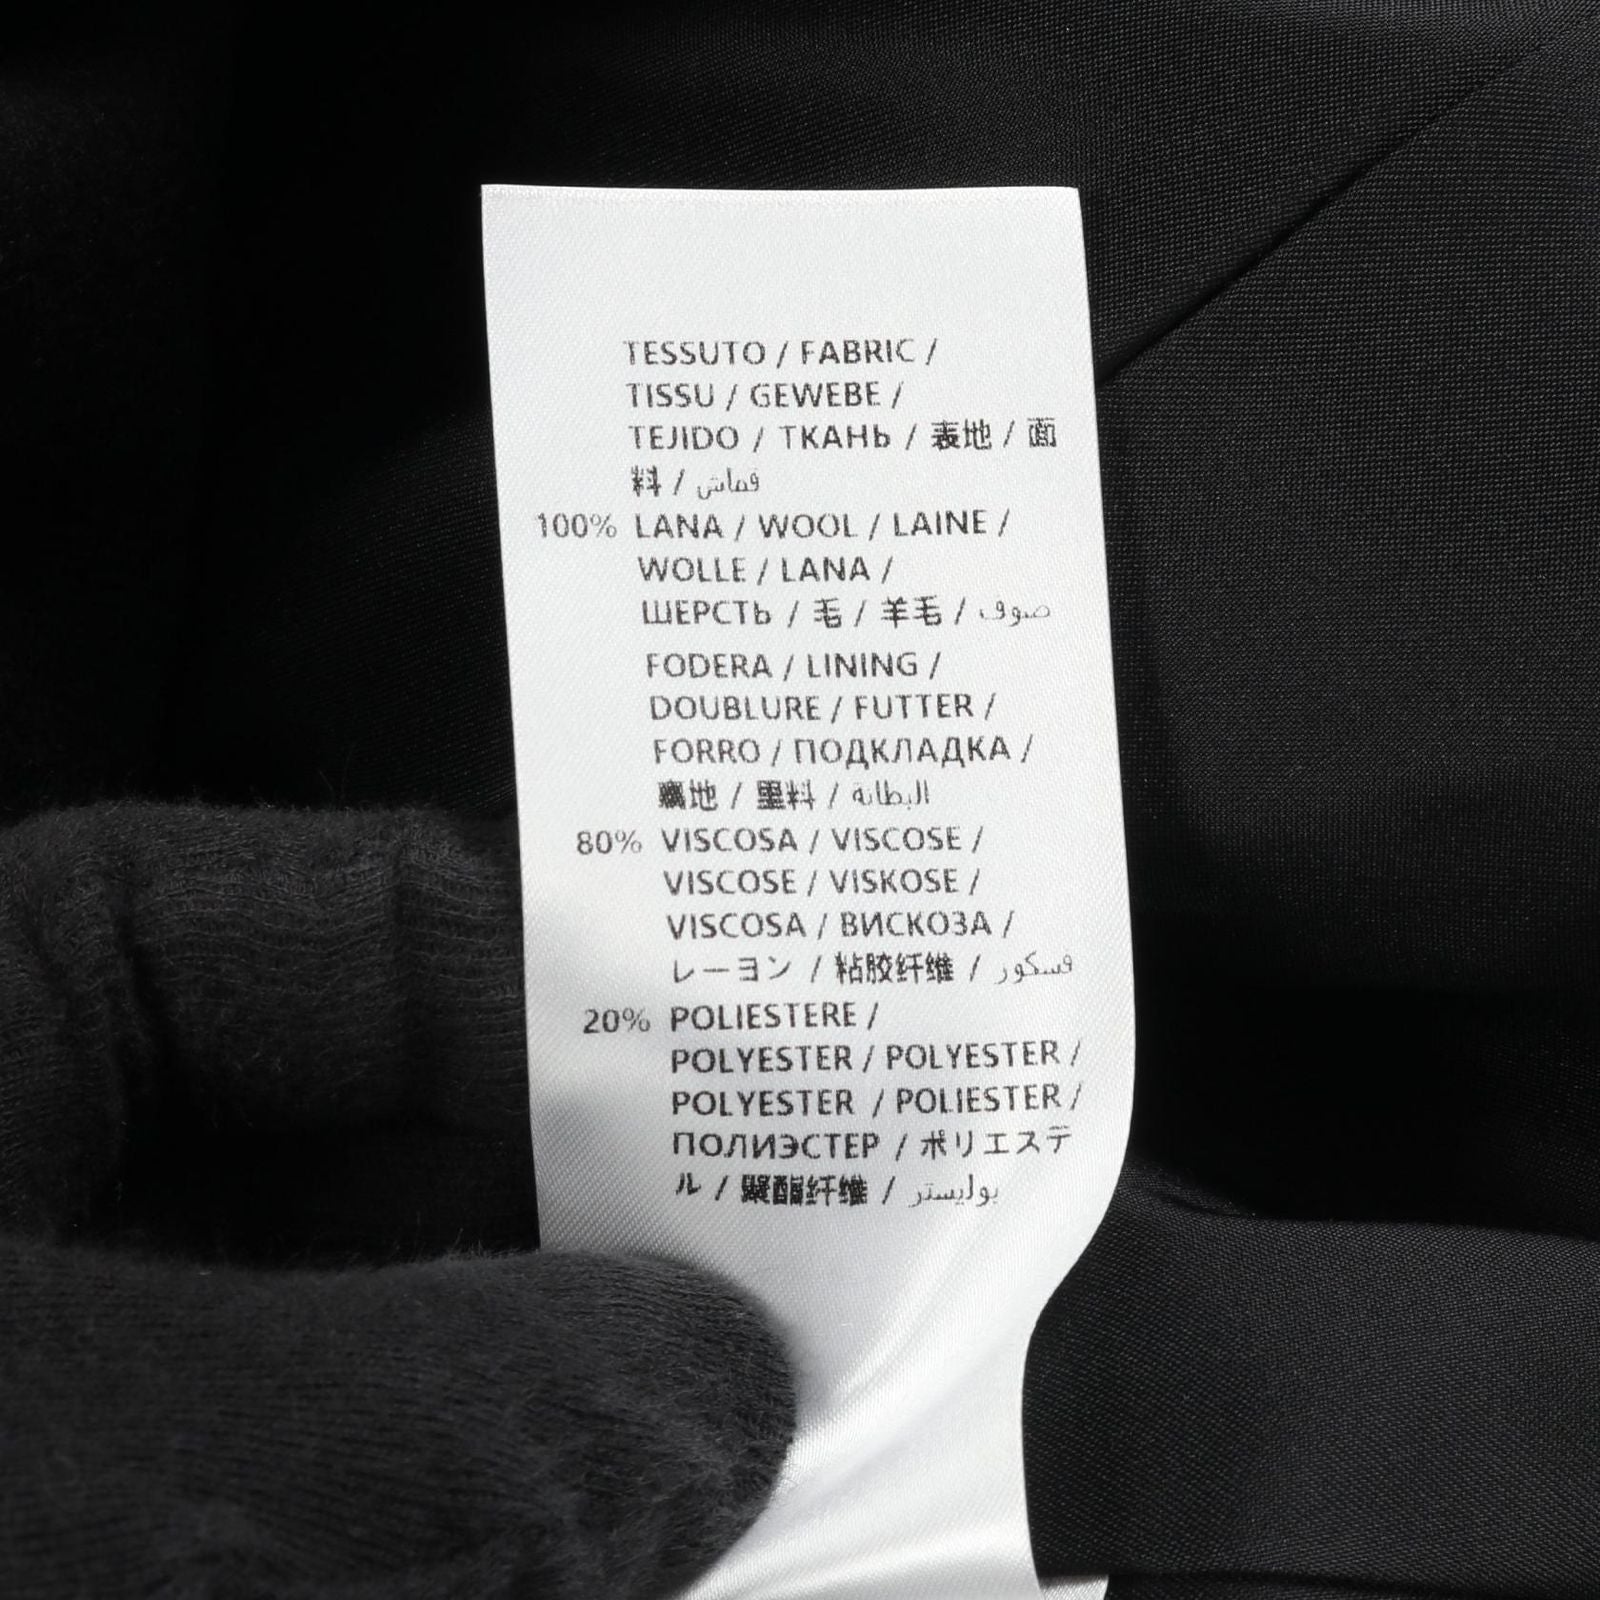 TESSUTO / FABRIC /
TISSU / GEWEBE /
TEJIDO / ТКАНЬ / 表地 / 面
料 / قماش
100% LANA / WOOL / LAINE /
WOLLE / LANA /
ШЕРСТЬ / 毛 / 羊毛 / صوف
FODERA / LINING /
DOUBLURE / FUTTER /
FORRO / ПОДКЛАДКА /
裏地 / 里料 / البطانة
80% VISCOSA / VISCOSE /
VISCOSE / VISKOSE /
VISCOSA / ВИСКОЗА /
レーヨン / 粘胶纤维 / فسكور
20% POLIESTERE /
POLYESTER / POLYESTER /
POLYESTER / POLIESTER /
ПОЛИЭСТЕР / ポリエステ
ル / 聚酯纤维 / بوليستر